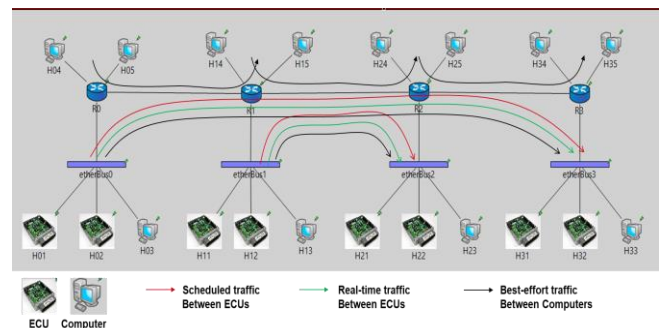 H04 H05 H14 H15 H24 H25 H34 H35
R0 R1 R2 R3
etherBus0 etherBus1 etherBus2 etherBus3
H01 H02 H03 H11 H12 H13 H21 H22 H23 H31 H32 H33
Scheduled traffic Real-time traffic Best-effort traffic
Between ECUs Between ECUs Between Computers
ECU Computer